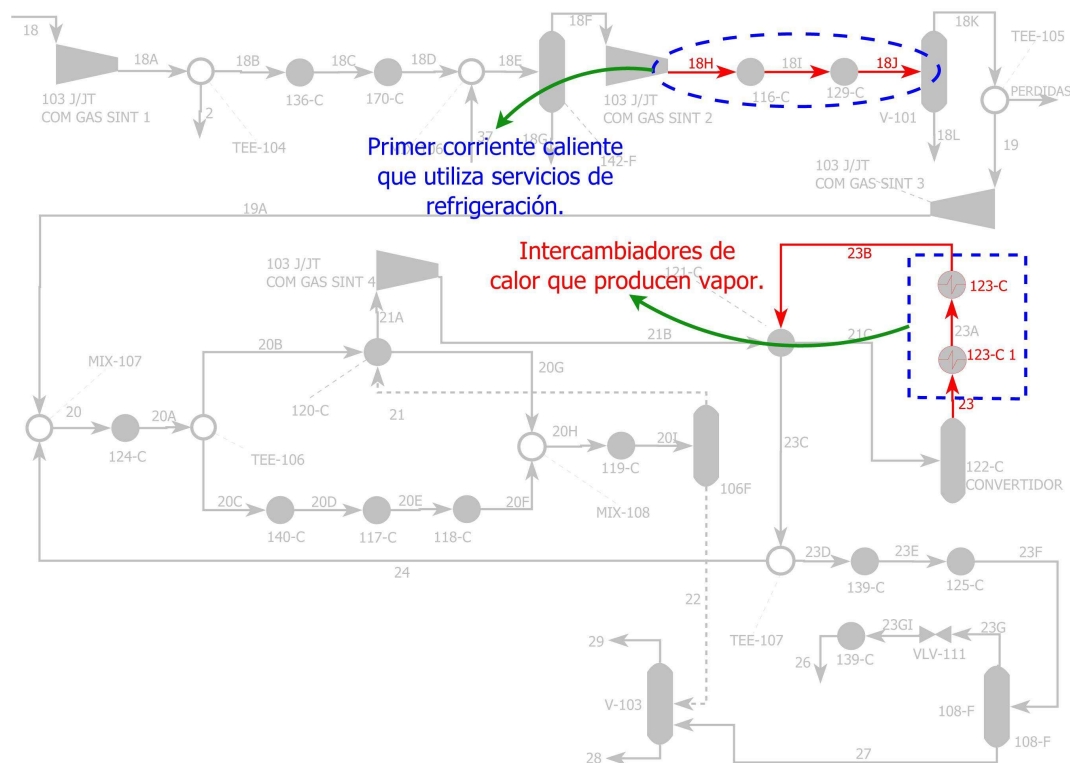 18
18A
18B
18C
18D
18E
18F
18H
18I
18J
18K
TEE-105
PERDIDAS
103 J/JT
COM GAS SINT 1
2
136-C
170-C
TEE-104
37
18G
142-F
103 J/JT
COM GAS SINT 2
116-C
129-C
V-101
18L
19
Primer corriente caliente
que utiliza servicios de
refrigeración.
103 J/JT
COM GAS SINT 3
19A
Intercambiadores de
calor que producen vapor.
103 J/JT
COM GAS SINT 4
121-C
23B
123-C
23A
123-C 1
23
21A
21B
21C
MIX-107
20B
20G
120-C
21
20
20A
124-C
TEE-106
20H
20I
119-C
106F
23C
122-C
CONVERTIDOR
20C
20D
20E
20F
140-C
117-C
118-C
MIX-108
24
23D
23E
23F
139-C
125-C
22
TEE-107
29
23GI
23G
26
139-C
VLV-111
V-103
108-F
108-F
28
27